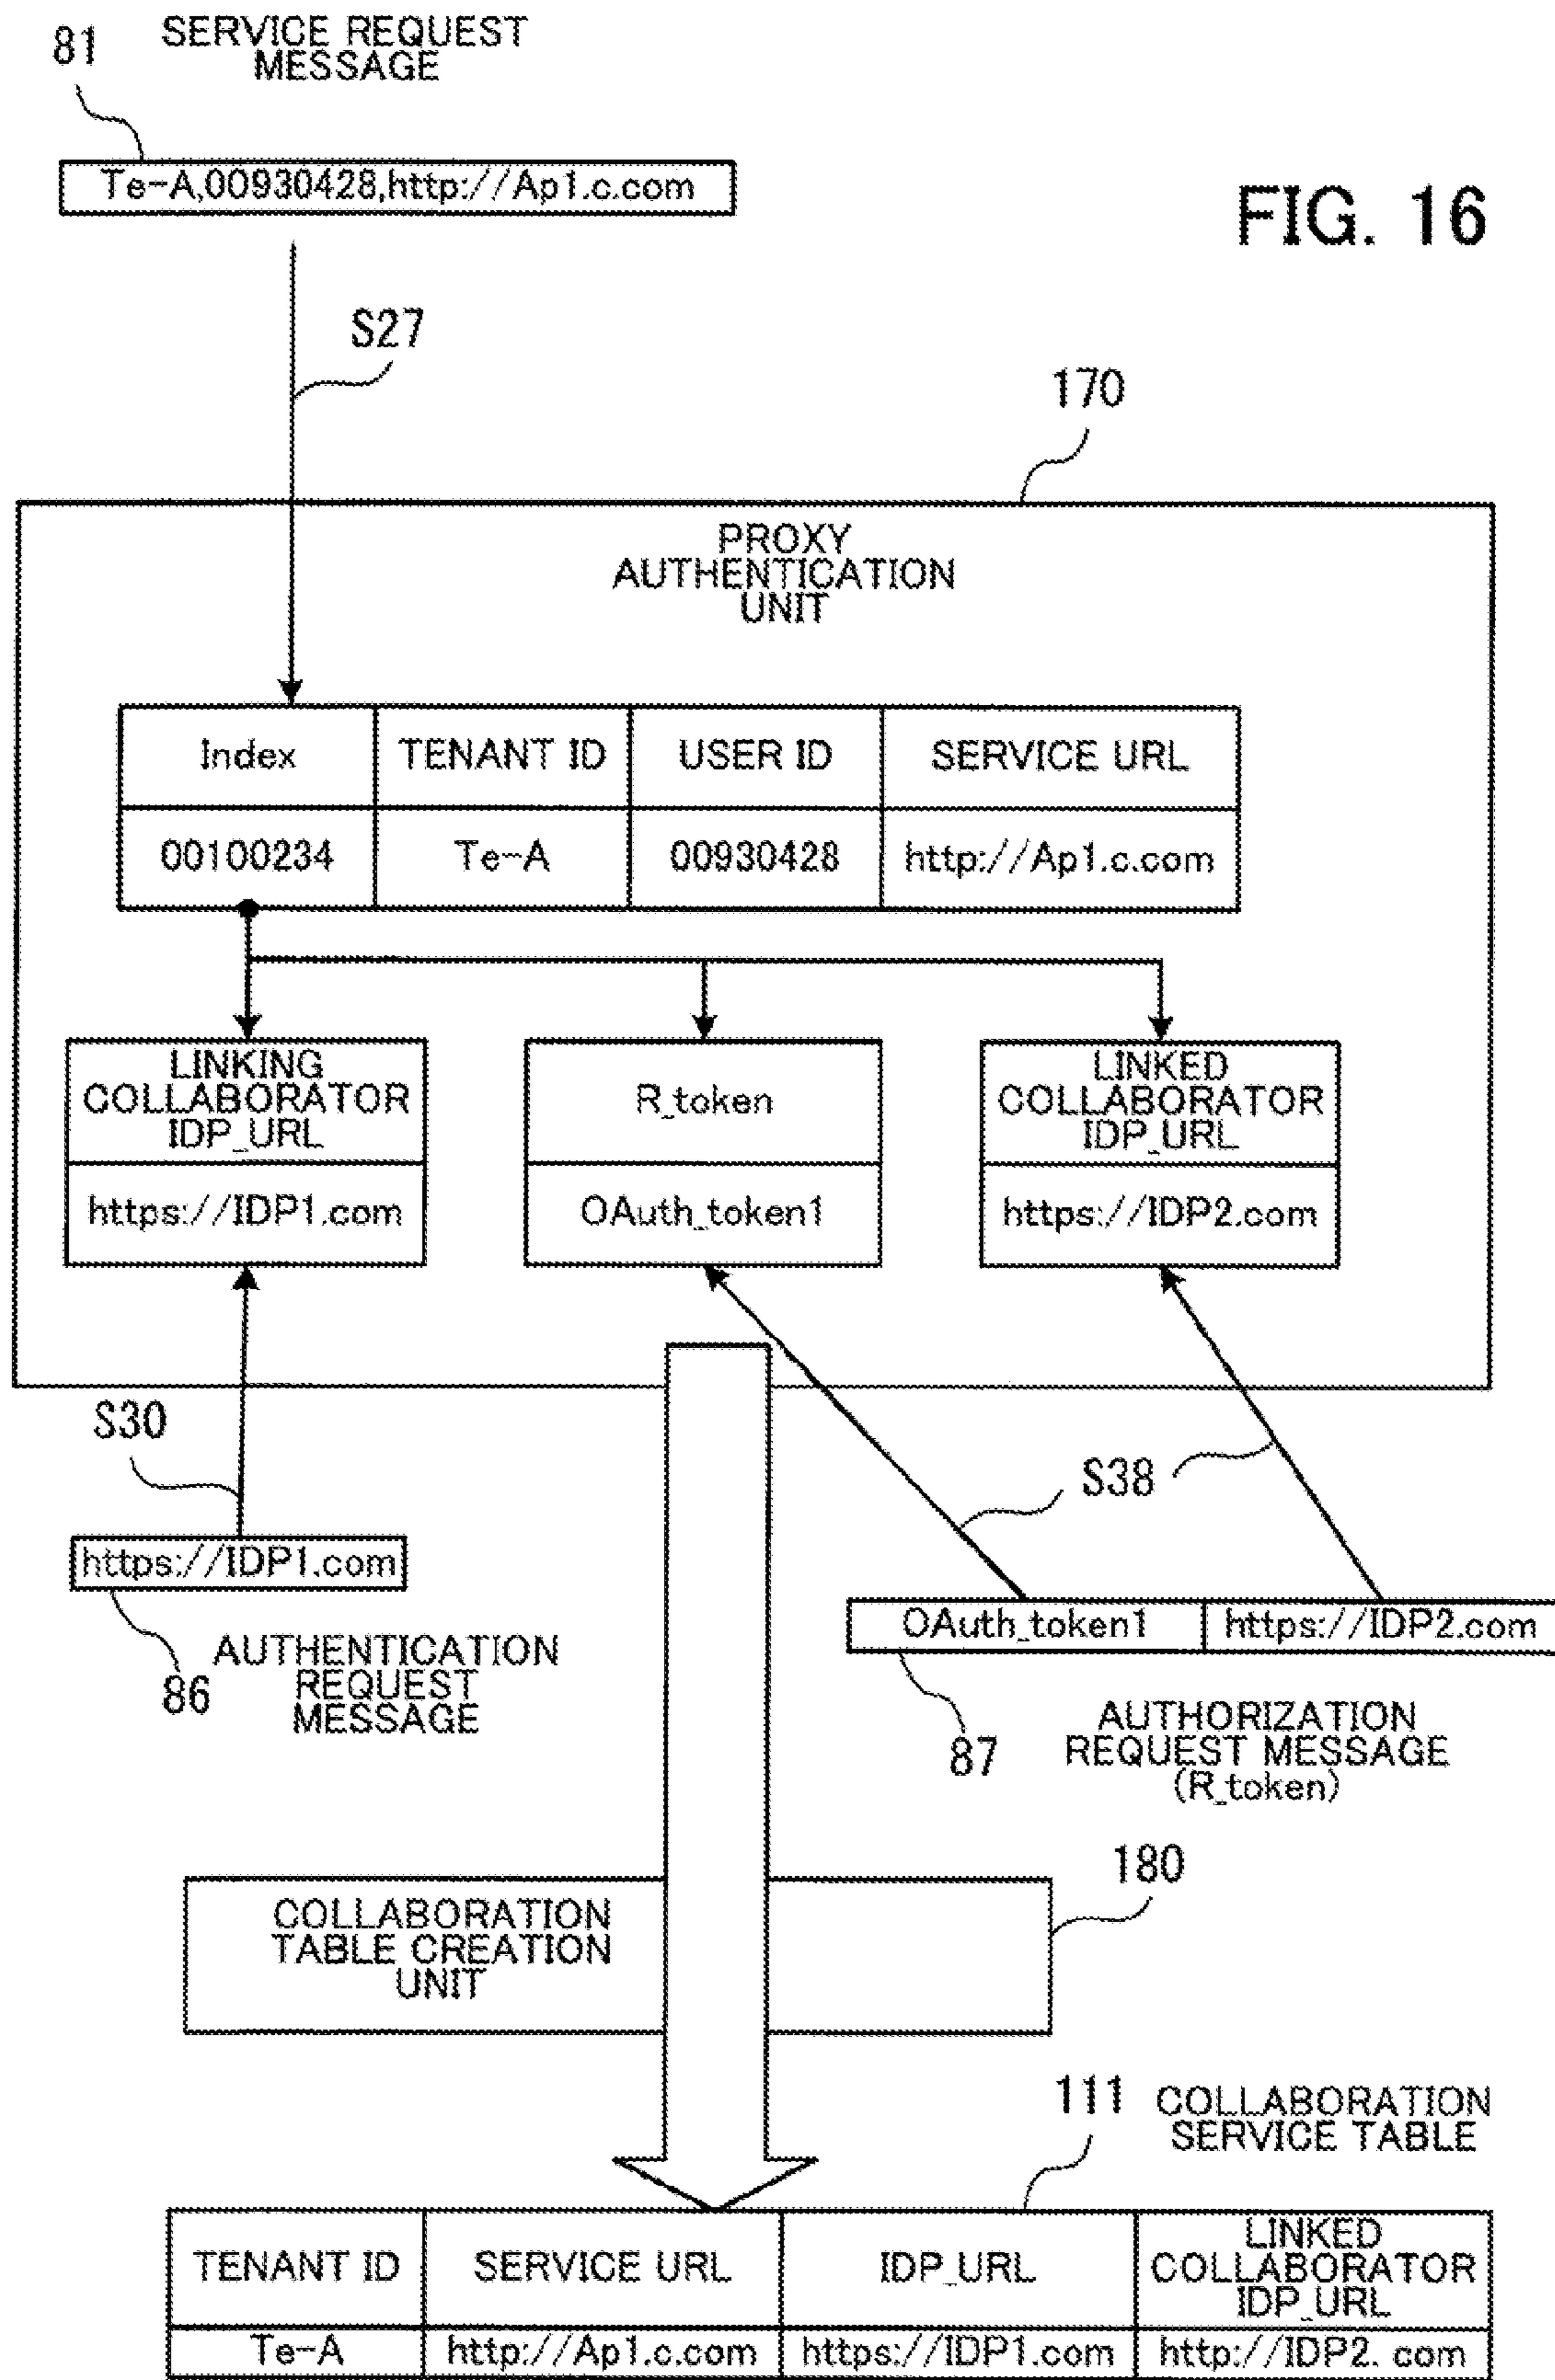 SERVICE REQUEST
MESSAGE
81
Te-A,00930428,http://Ap1.c.com
FIG. 16
S27
170
PROXY
AUTHENTICATION
UNIT
Index TENANT ID USER ID SERVICE URL
00100234 Te-A 00930428 http://Ap1.c.com
LINKING
COLLABORATOR
IDP_URL
https://IDP1.com
R_token
OAuth_token1
LINKED
COLLABORATOR
IDP_URL
https://IDP2.com
S30
S38
https://IDP1.com
86
AUTHENTICATION
REQUEST
MESSAGE
OAuth_token1 https://IDP2.com
87
AUTHORIZATION
REQUEST MESSAGE
(R_token)
COLLABORATION
TABLE CREATION
UNIT
180
111
COLLABORATION
SERVICE TABLE
TENANT ID SERVICE URL IDP_URL
LINKED
COLLABORATOR
IDP_URL
Te-A http://Ap1.c.com https://IDP1.com http://IDP2. com